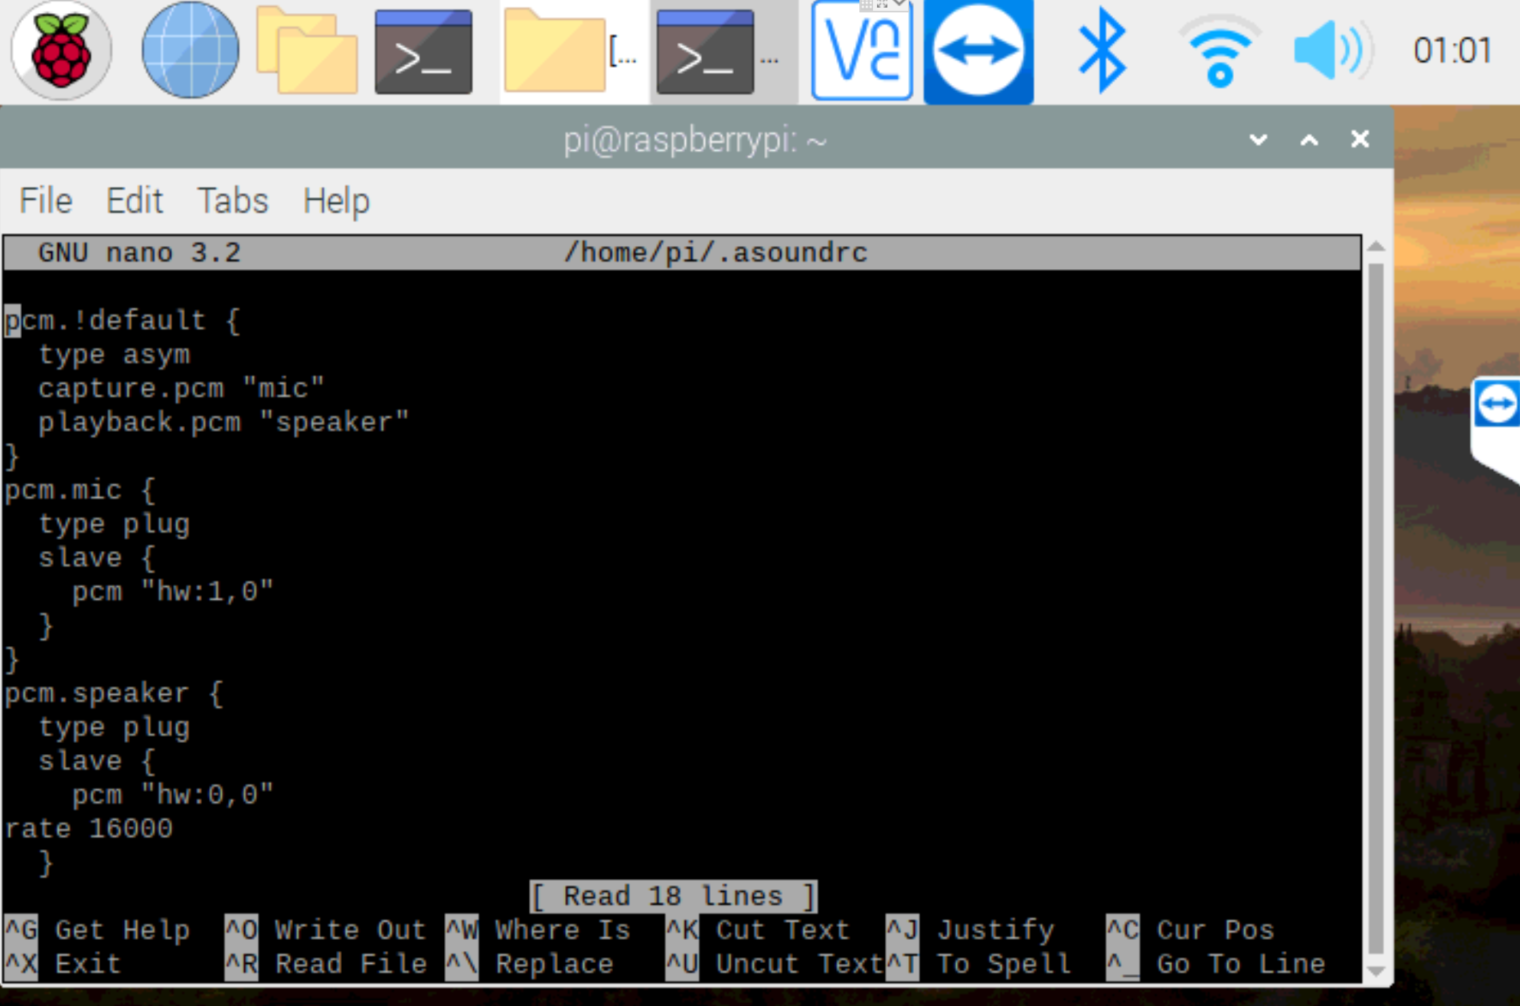 >_
[...
>_
...
VNC
01:01
pi@raspberrypi: ~
File Edit Tabs Help
GNU nano 3.2 /home/pi/.asoundrc
pcm.!default {
  type asym
  capture.pcm "mic"
  playback.pcm "speaker"
}
pcm.mic {
  type plug
  slave {
    pcm "hw:1,0"
  }
}
pcm.speaker {
  type plug
  slave {
    pcm "hw:0,0"
rate 16000
  }
[ Read 18 lines ]
^G Get Help ^O Write Out ^W Where Is ^K Cut Text ^J Justify ^C Cur Pos
^X Exit ^R Read File ^\ Replace ^U Uncut Text ^T To Spell ^_ Go To Line